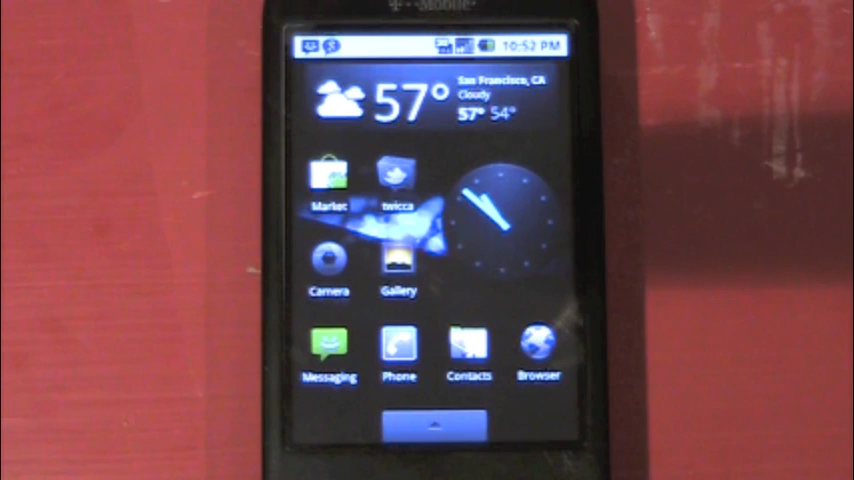 T-Mobile
10:52 PM
57°
San Francisco, CA
Cloudy
57° 54°
Market twicca
Camera Gallery
Messaging Phone Contacts Browser